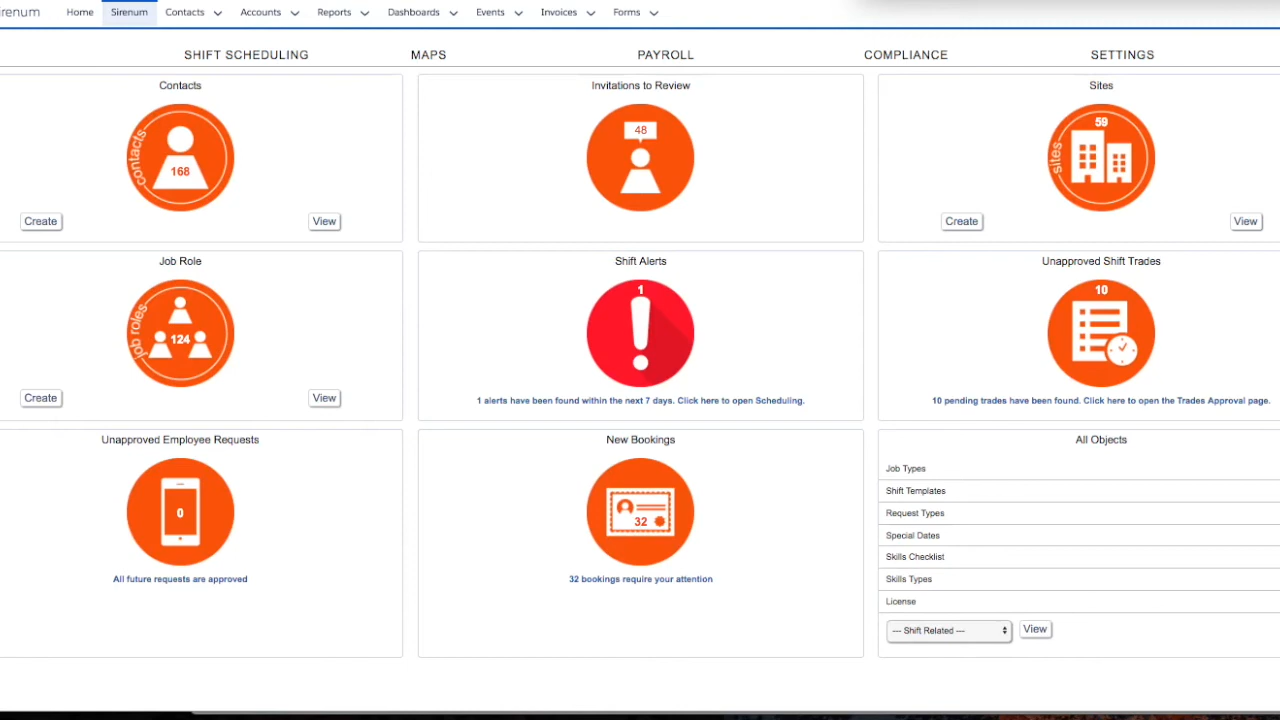 irenum Home Sirenum Contacts Accounts Reports Dashboards Events Invoices Forms
SHIFT SCHEDULING MAPS PAYROLL COMPLIANCE SETTINGS
Contacts Invitations to Review Sites
contacts 168 48 sites 59
Create View Create View
Job Role Shift Alerts Unapproved Shift Trades
job roles 124 1 10
Create View 1 alerts have been found within the next 7 days. Click here to open Scheduling. 10 pending trades have been found. Click here to open the Trades Approval page.
Unapproved Employee Requests New Bookings All Objects
0 32
All future requests are approved 32 bookings require your attention
Job Types
Shift Templates
Request Types
Special Dates
Skills Checklist
Skills Types
License
--- Shift Related --- View